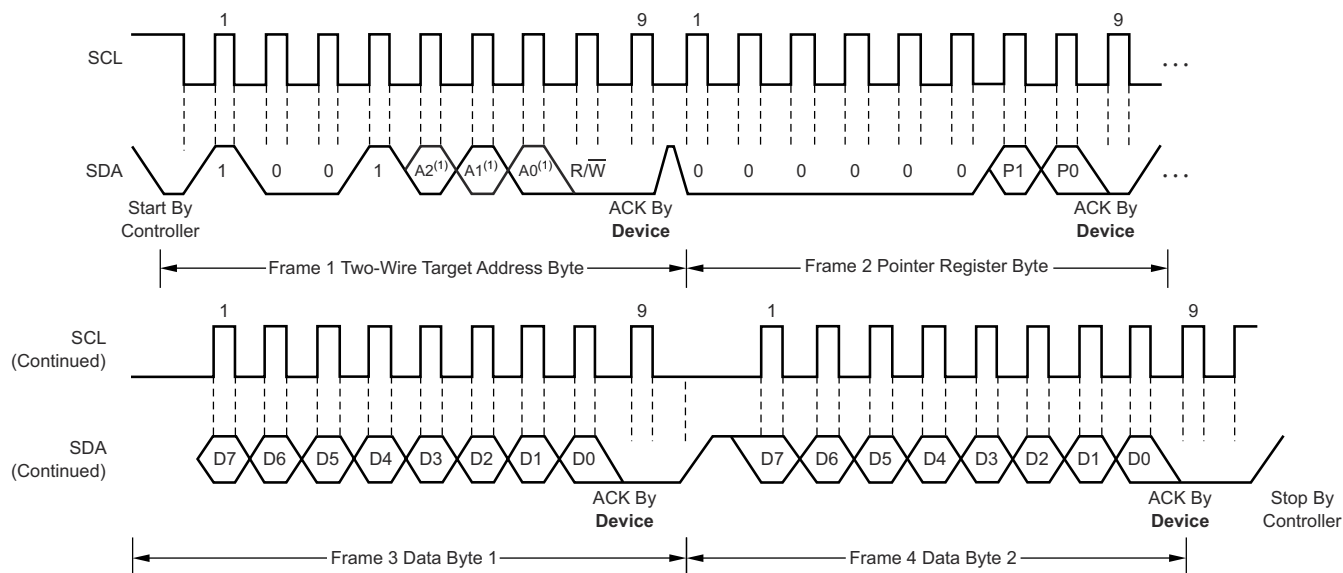 1 9 1 9
SCL ...
SDA 1 0 0 1 A2(1) A1(1) A0(1) R/W̅ 0 0 0 0 0 0 P1 P0 ...
Start By
Controller
ACK By
Device
ACK By
Device
Frame 1 Two-Wire Target Address Byte
Frame 2 Pointer Register Byte
1 9 1 9
SCL
(Continued)
SDA
(Continued)
D7 D6 D5 D4 D3 D2 D1 D0 D7 D6 D5 D4 D3 D2 D1 D0
ACK By
Device
ACK By
Device
Stop By
Controller
Frame 3 Data Byte 1
Frame 4 Data Byte 2